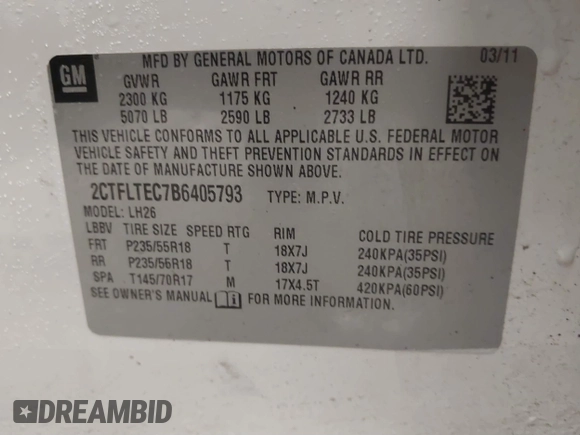 GM
MFD BY GENERAL MOTORS OF CANADA LTD. 03/11
GVWR GAWR FRT GAWR RR
2300 KG 1175 KG 1240 KG
5070 LB 2590 LB 2733 LB
THIS VEHICLE CONFORMS TO ALL APPLICABLE U.S. FEDERAL MOTOR
VEHICLE SAFETY AND THEFT PREVENTION STANDARDS IN EFFECT ON
THE DATE OF MANUFACTURE SHOWN ABOVE.
2CTFLTEC7B6405793 TYPE: M.P.V.
MODEL: LH26
LBBV TIRE SIZE SPEED RTG RIM COLD TIRE PRESSURE
FRT P235/55R18 T 18X7J 240KPA(35PSI)
RR P235/56R18 T 18X7J 240KPA(35PSI)
SPA T145/70R17 M 17X4.5T 420KPA(60PSI)
SEE OWNER'S MANUAL FOR MORE INFORMATION.
DREAMBID